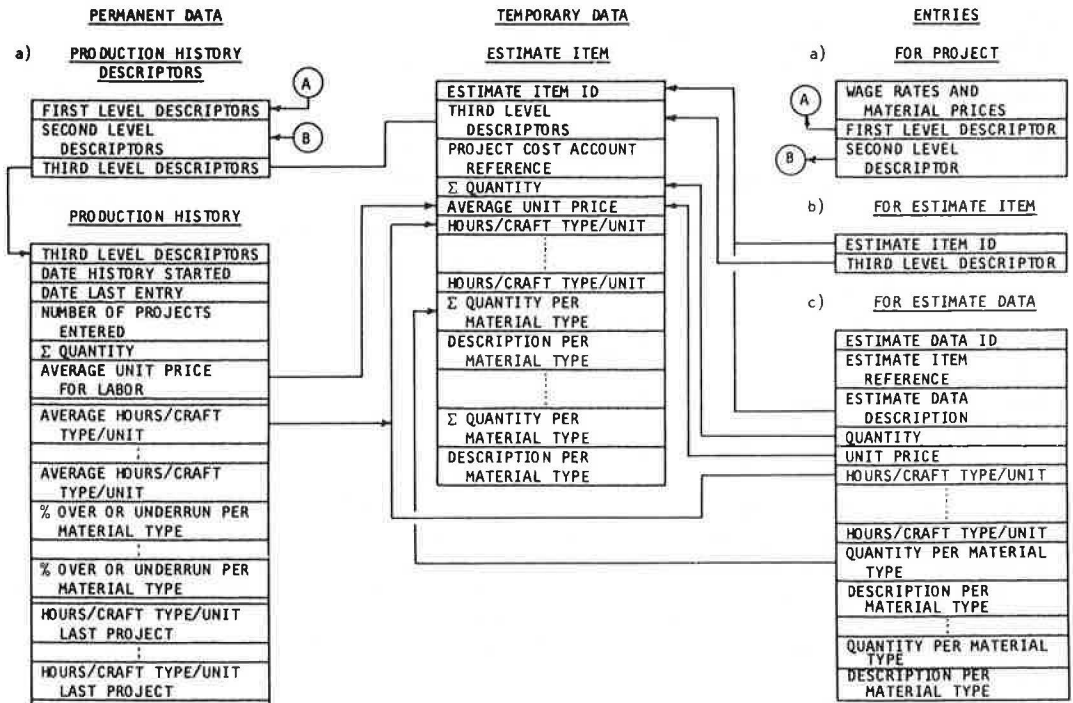 PERMANENT DATA
a) PRODUCTION HISTORY
DESCRIPTORS
A
FIRST LEVEL DESCRIPTORS
SECOND LEVEL
DESCRIPTORS
B
THIRD LEVEL DESCRIPTORS
PRODUCTION HISTORY
THIRD LEVEL DESCRIPTORS
DATE HISTORY STARTED
DATE LAST ENTRY
NUMBER OF PROJECTS
ENTERED
Σ QUANTITY
AVERAGE UNIT PRICE
FOR LABOR
AVERAGE HOURS/CRAFT
TYPE/UNIT
AVERAGE HOURS/CRAFT
TYPE/UNIT
% OVER OR UNDERRUN PER
MATERIAL TYPE
% OVER OR UNDERRUN PER
MATERIAL TYPE
HOURS/CRAFT TYPE/UNIT
LAST PROJECT
HOURS/CRAFT TYPE/UNIT
LAST PROJECT
TEMPORARY DATA
ESTIMATE ITEM
ESTIMATE ITEM ID
THIRD LEVEL
DESCRIPTORS
PROJECT COST ACCOUNT
REFERENCE
Σ QUANTITY
AVERAGE UNIT PRICE
HOURS/CRAFT TYPE/UNIT
HOURS/CRAFT TYPE/UNIT
Σ QUANTITY PER
MATERIAL TYPE
DESCRIPTION PER
MATERIAL TYPE
Σ QUANTITY PER
MATERIAL TYPE
DESCRIPTION PER
MATERIAL TYPE
ENTRIES
a) FOR PROJECT
WAGE RATES AND
MATERIAL PRICES
A
FIRST LEVEL DESCRIPTOR
B
SECOND LEVEL
DESCRIPTOR
b) FOR ESTIMATE ITEM
ESTIMATE ITEM ID
THIRD LEVEL DESCRIPTOR
c) FOR ESTIMATE DATA
ESTIMATE DATA ID
ESTIMATE ITEM
REFERENCE
ESTIMATE DATA
DESCRIPTION
QUANTITY
UNIT PRICE
HOURS/CRAFT TYPE/UNIT
HOURS/CRAFT TYPE/UNIT
QUANTITY PER MATERIAL
TYPE
DESCRIPTION PER
MATERIAL TYPE
QUANTITY PER MATERIAL
TYPE
DESCRIPTION PER
MATERIAL TYPE